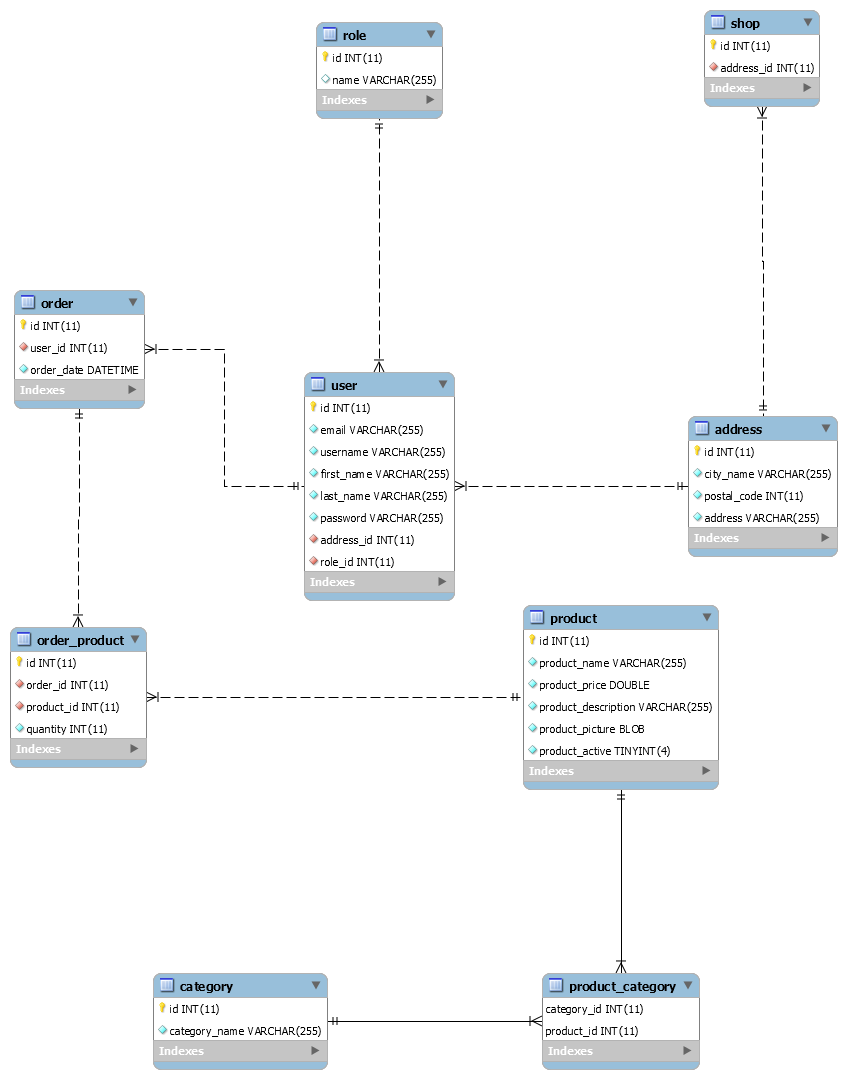 role
id INT(11)
name VARCHAR(255)
Indexes
shop
id INT(11)
address_id INT(11)
Indexes
order
id INT(11)
user_id INT(11)
order_date DATETIME
Indexes
user
id INT(11)
email VARCHAR(255)
username VARCHAR(255)
first_name VARCHAR(255)
last_name VARCHAR(255)
password VARCHAR(255)
address_id INT(11)
role_id INT(11)
Indexes
address
id INT(11)
city_name VARCHAR(255)
postal_code INT(11)
address VARCHAR(255)
Indexes
order_product
id INT(11)
order_id INT(11)
product_id INT(11)
quantity INT(11)
Indexes
product
id INT(11)
product_name VARCHAR(255)
product_price DOUBLE
product_description VARCHAR(255)
product_picture BLOB
product_active TINYINT(4)
Indexes
category
id INT(11)
category_name VARCHAR(255)
Indexes
product_category
category_id INT(11)
product_id INT(11)
Indexes